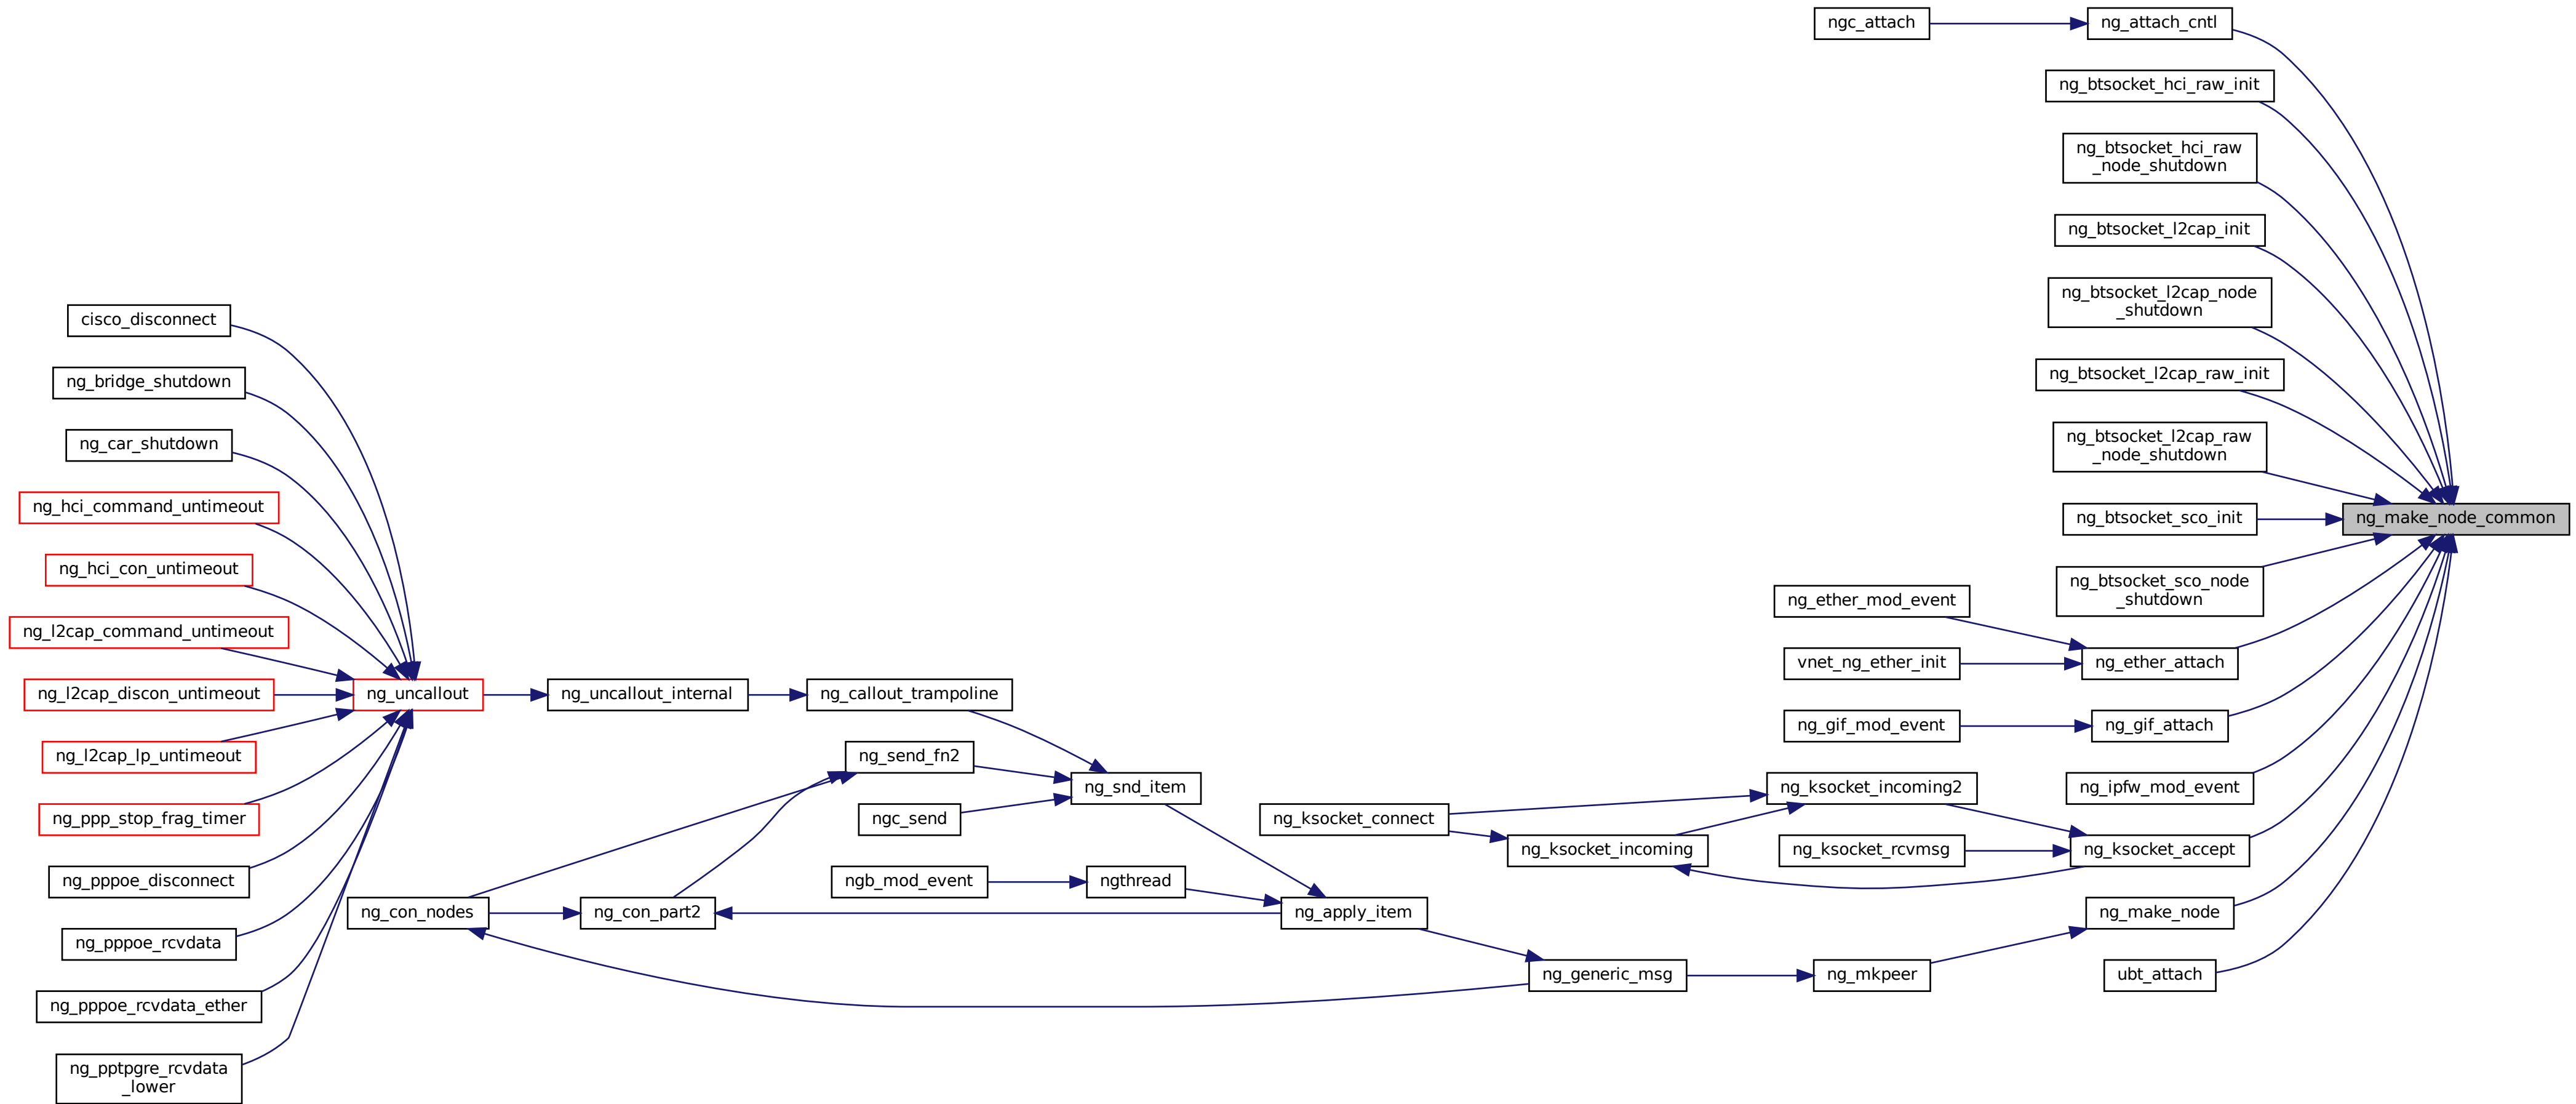 ngc_attach
ng_attach_cntl
ng_btsocket_hci_raw_init
ng_btsocket_hci_raw
_node_shutdown
ng_btsocket_l2cap_init
ng_btsocket_l2cap_node
_shutdown
ng_btsocket_l2cap_raw_init
ng_btsocket_l2cap_raw
_node_shutdown
ng_btsocket_sco_init
ng_make_node_common
ng_btsocket_sco_node
_shutdown
ng_ether_mod_event
vnet_ng_ether_init
ng_ether_attach
ng_gif_mod_event
ng_gif_attach
ng_ipfw_mod_event
ng_ksocket_incoming2
ng_ksocket_connect
ng_ksocket_incoming
ng_ksocket_rcvmsg
ng_ksocket_accept
ng_make_node
ng_mkpeer
ng_generic_msg
ubt_attach
cisco_disconnect
ng_bridge_shutdown
ng_car_shutdown
ng_hci_command_untimeout
ng_hci_con_untimeout
ng_l2cap_command_untimeout
ng_l2cap_discon_untimeout
ng_uncallout
ng_uncallout_internal
ng_callout_trampoline
ng_l2cap_lp_untimeout
ng_send_fn2
ng_snd_item
ng_ppp_stop_frag_timer
ngc_send
ng_pppoe_disconnect
ngb_mod_event
ngthread
ng_con_nodes
ng_con_part2
ng_apply_item
ng_pppoe_rcvdata
ng_pppoe_rcvdata_ether
ng_pptpgre_rcvdata
_lower